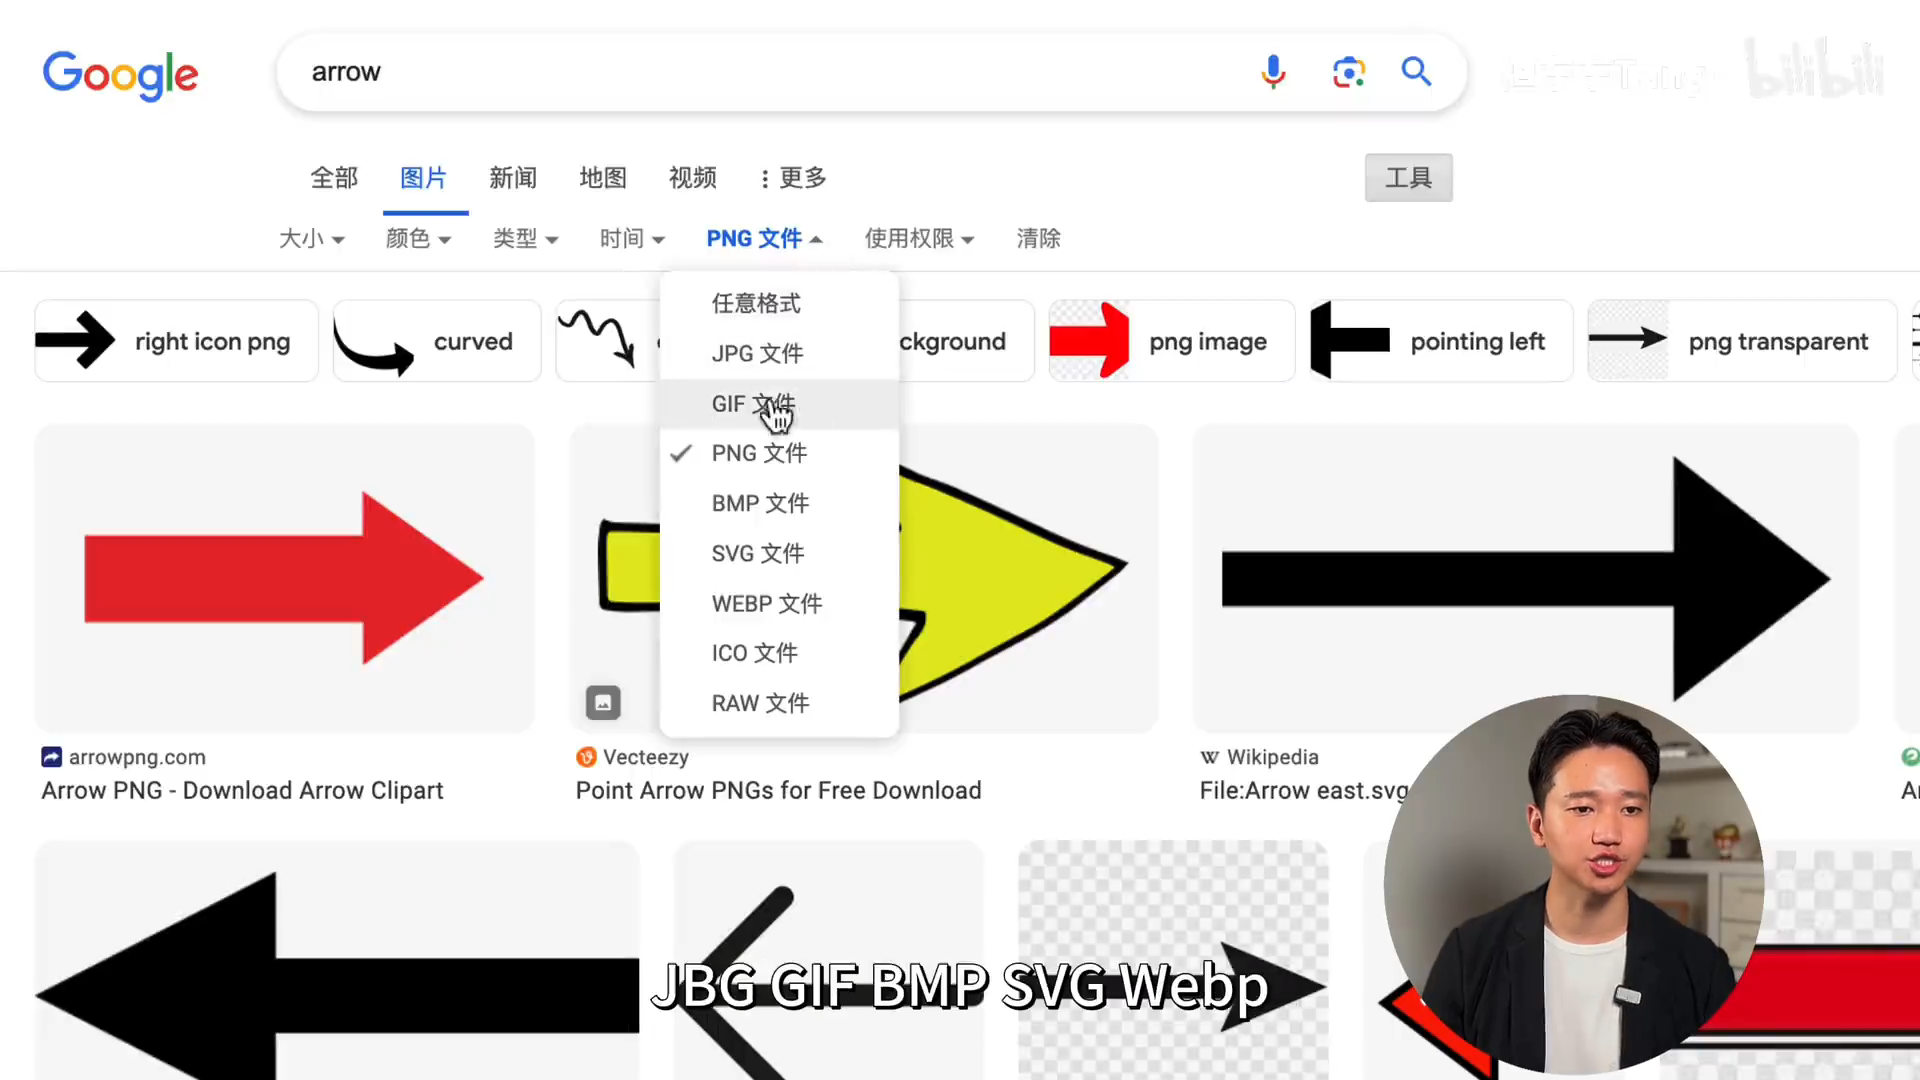 Google
arrow
bilibili
全部 图片 新闻 地图 视频 更多 工具
大小 颜色 类型 时间 PNG 文件 使用权限 清除
任意格式
JPG 文件
GIF 文件
PNG 文件
BMP 文件
SVG 文件
WEBP 文件
ICO 文件
RAW 文件
right icon png
curved
ckground
png image
pointing left
png transparent
arrowpng.com
Arrow PNG - Download Arrow Clipart
Vecteezy
Point Arrow PNGs for Free Download
W Wikipedia
File:Arrow east.svg
JBG GIF BMP SVG Webp